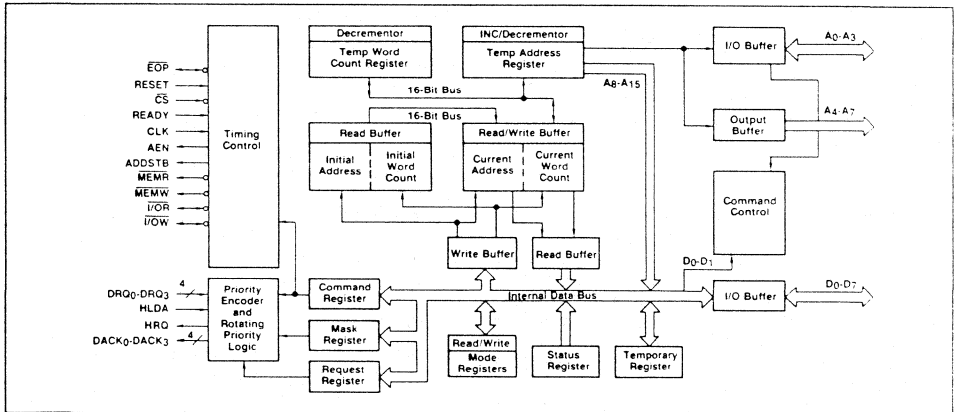 EOP
RESET
CS
READY
CLK
AEN
ADDSTB
MEMR
MEMW
I/OR
I/OW
Timing
Control
Decrementor
Temp Word
Count Register
INC/Decrementor
Temp Address
Register
16-Bit Bus
16-Bit Bus
Read Buffer
Initial
Address
Initial
Word
Count
Read/Write Buffer
Current
Address
Current
Word
Count
Write Buffer
Read
Buffer
A8-A15
I/O Buffer
A0-A3
Output
Buffer
A4-A7
Command
Control
D0-D1
DRQ0-DRQ3
4
HLDA
HRQ
DACK0-DACK3
4
Priority
Encoder
and
Rotating
Priority
Logic
Command
Register
Mask
Register
Request
Register
Internal Data Bus
I/O Buffer
D0-D7
Read/Write
Mode
Registers
Status
Register
Temporary
Register